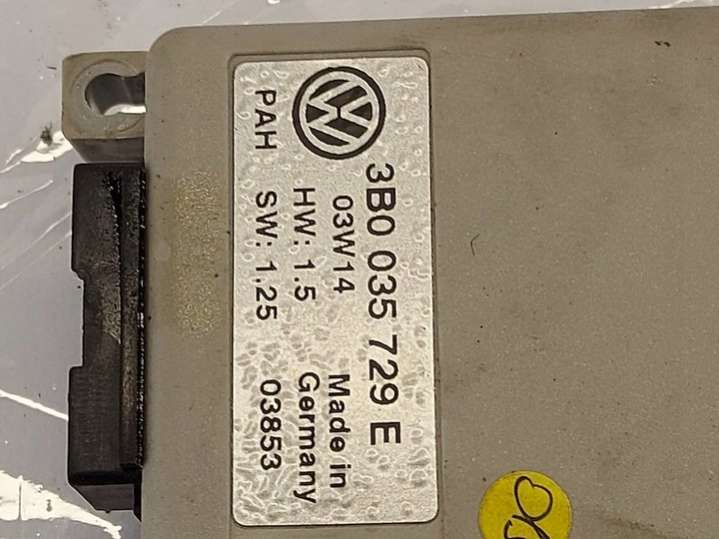 3B0 035 729 E
03W14 Made in
HW: 1.5 Germany
PAH SW: 1.25 03853